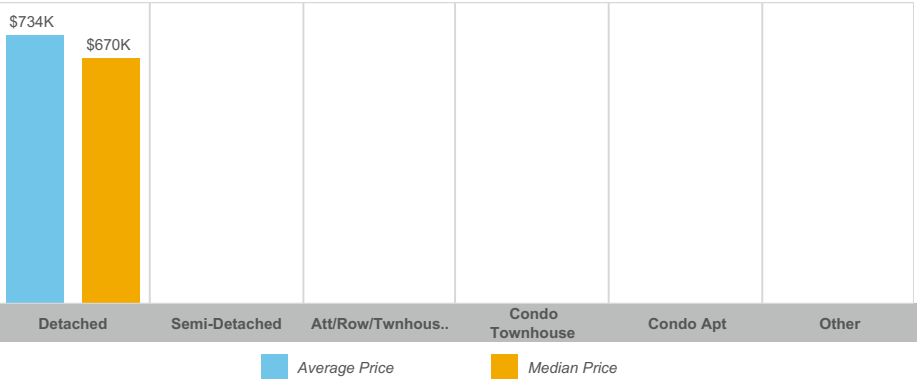 $734K
$670K
Detached
Semi-Detached
Att/Row/Twnhous..
Condo
Townhouse
Condo Apt
Other
Average Price
Median Price